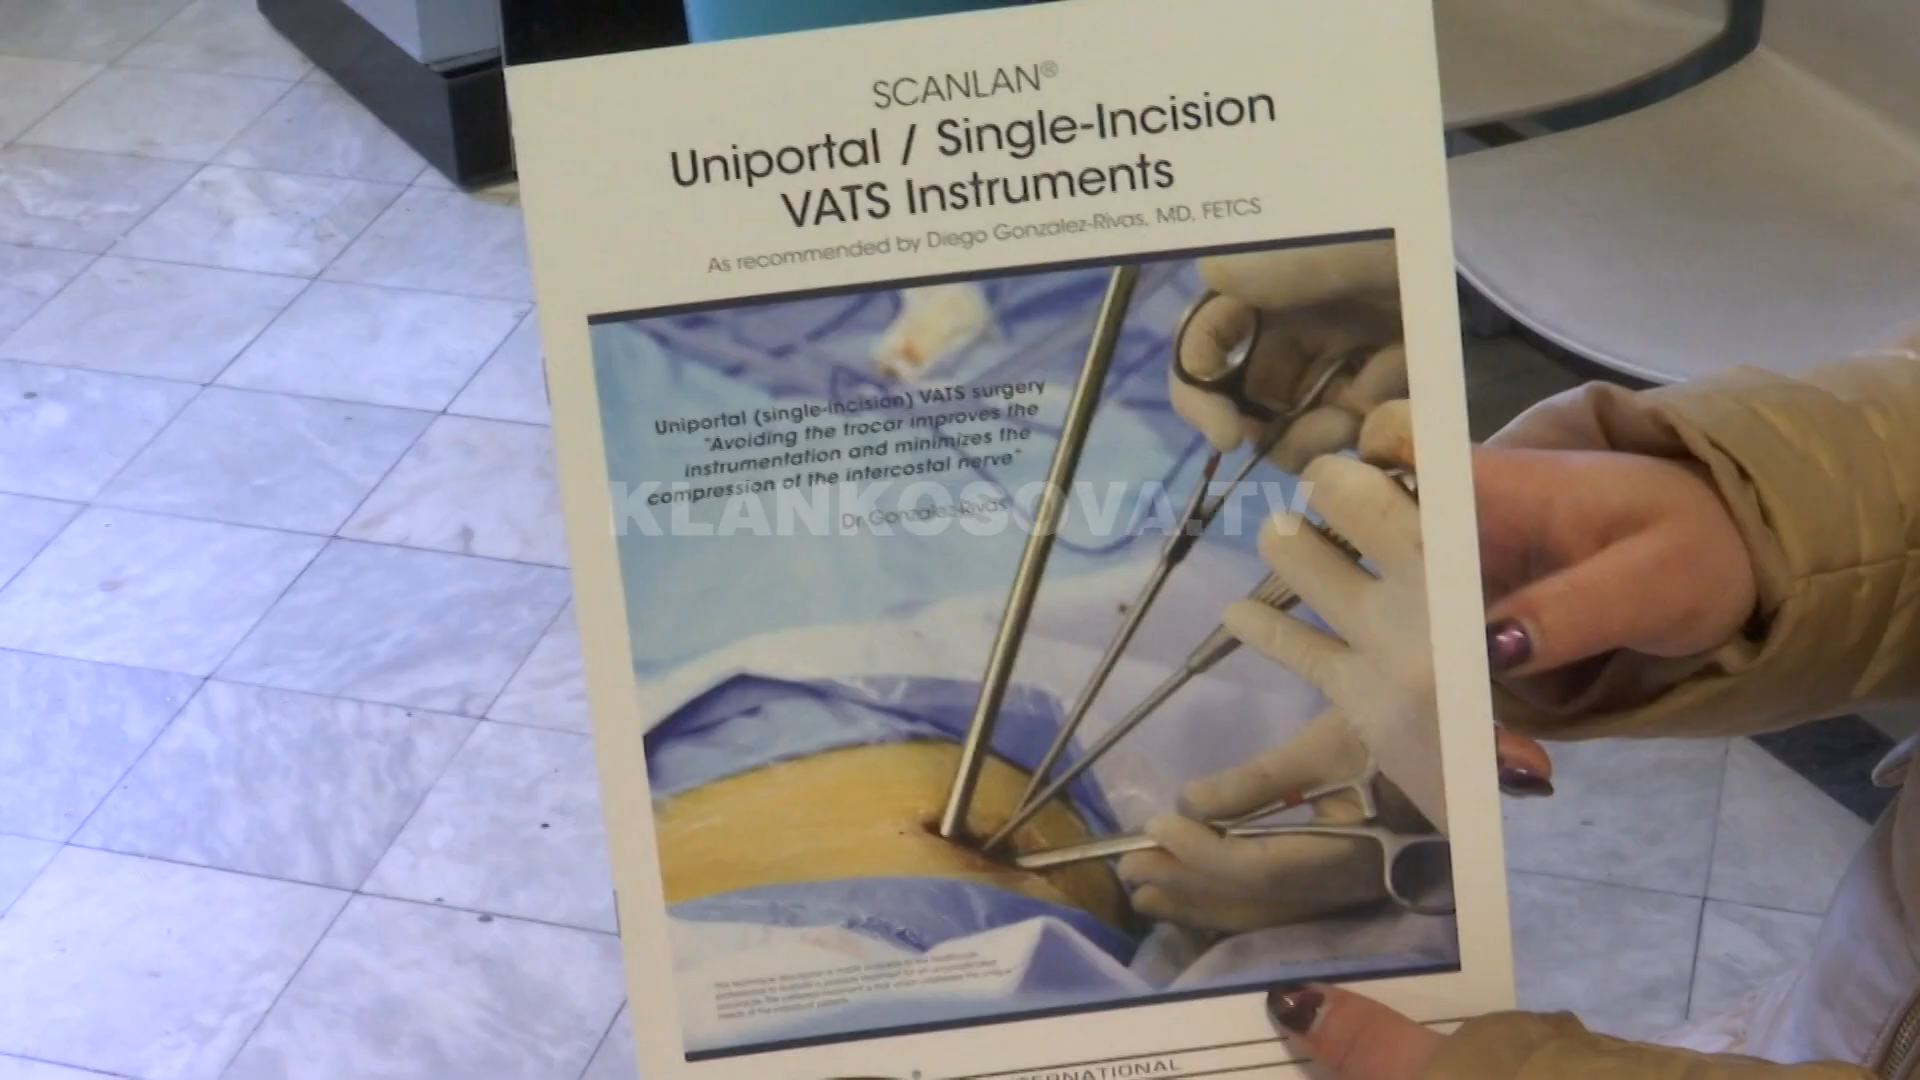 SCANLAN®
Uniportal / Single-Incision
VATS Instruments
As recommended by Diego Gonzalez-Rivas, MD, FETCS
Uniportal (single-incision) VATS surgery
"Avoiding the trocar improves the
instrumentation and minimizes the
compression of the intercostal nerve"
Dr. Gonzalez-Rivas
KLANKOSOVA.TV